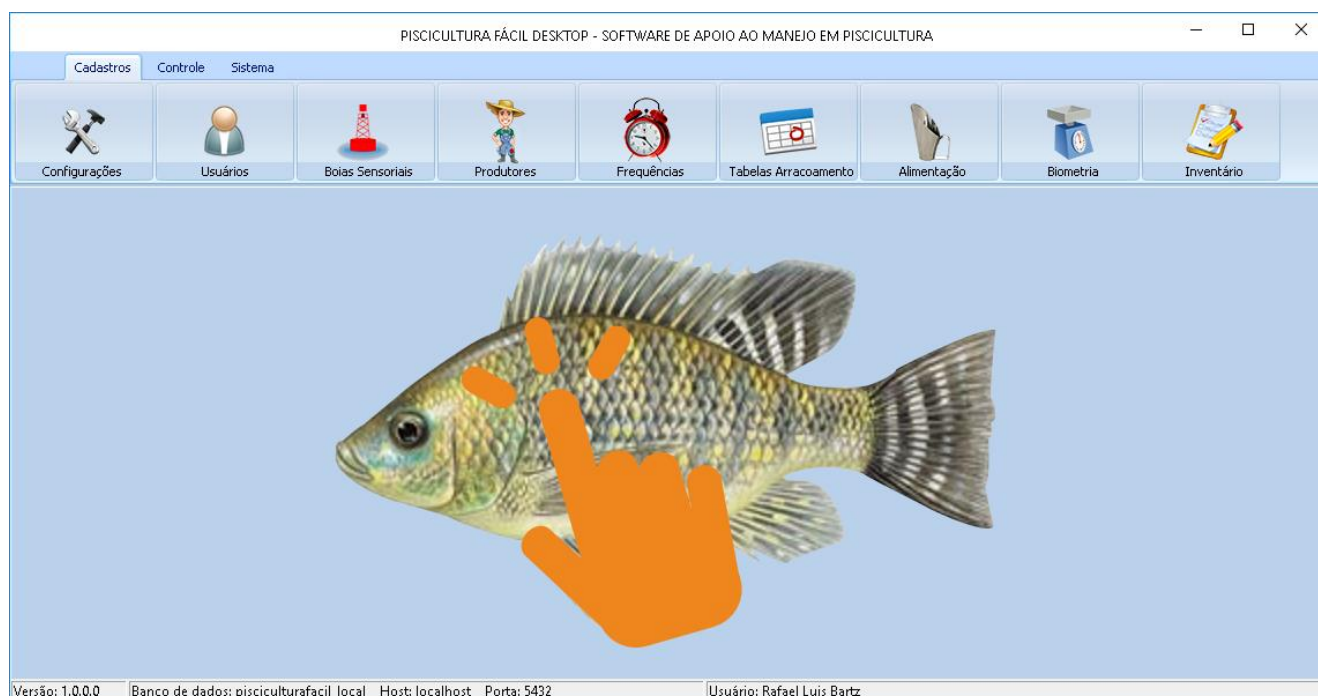 PISCICULTURA FÁCIL DESKTOP - SOFTWARE DE APOIO AO MANEJO EM PISCICULTURA
Cadastros Controle Sistema
Configurações Usuários Boias Sensoriais Produtores Frequências Tabelas Arracoamento Alimentação Biometria Inventário
Versão: 1.0.0.0 Banco de dados: pisciculturafacil_local Host: localhost Porta: 5432 Usuário: Rafael Luis Bartz